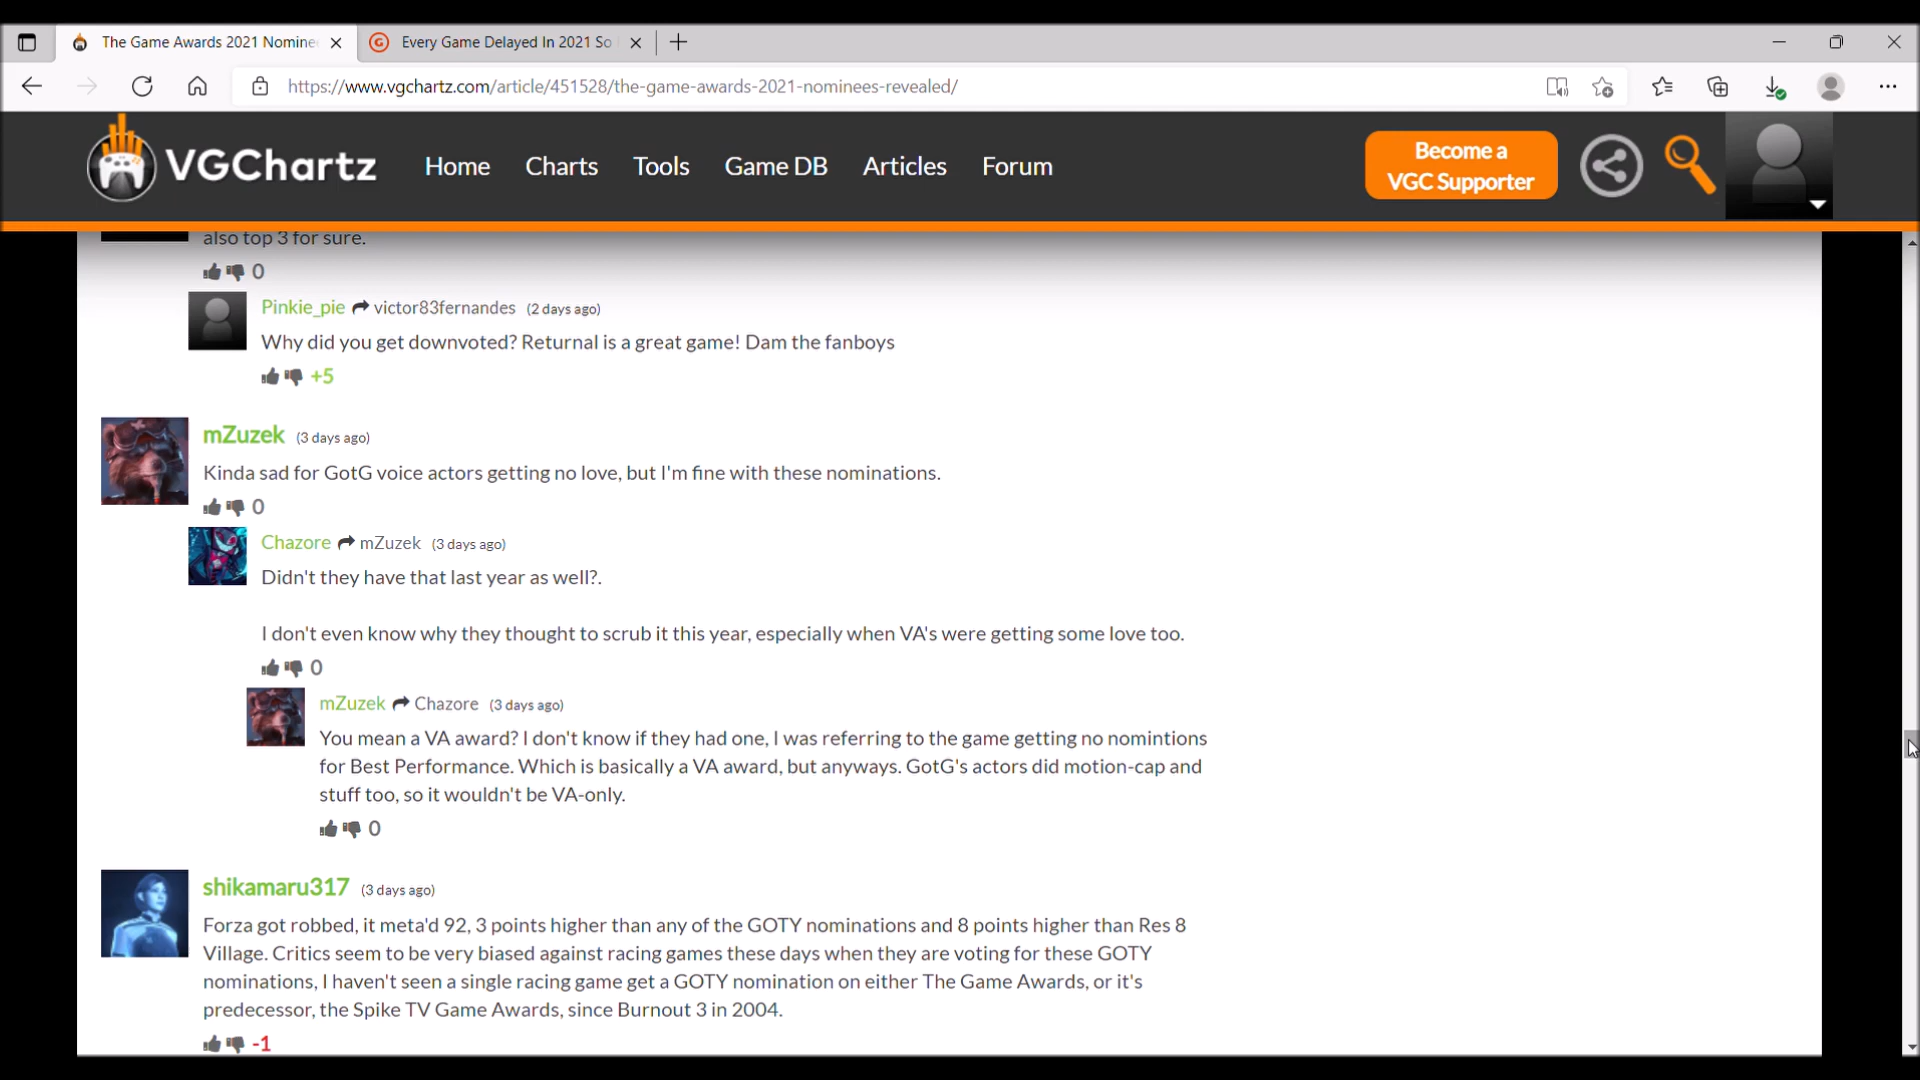 The Game Awards 2021 Nomine
Every Game Delayed In 2021 So
https://www.vgchartz.com/article/451528/the-game-awards-2021-nominees-revealed/
VGChartz
Home
Charts
Tools
Game DB
Articles
Forum
Become a
VGC Supporter
also top 3 for sure.
0
Pinkie_pie victor83fernandes (2 days ago)
Why did you get downvoted? Returnal is a great game! Dam the fanboys
+5
mZuzek (3 days ago)
Kinda sad for GotG voice actors getting no love, but I'm fine with these nominations.
0
Chazore mZuzek (3 days ago)
Didn't they have that last year as well?.
I don't even know why they thought to scrub it this year, especially when VA's were getting some love too.
0
mZuzek Chazore (3 days ago)
You mean a VA award? I don't know if they had one, I was referring to the game getting no nomintions
for Best Performance. Which is basically a VA award, but anyways. GotG's actors did motion-cap and
stuff too, so it wouldn't be VA-only.
0
shikamaru317 (3 days ago)
Forza got robbed, it meta'd 92, 3 points higher than any of the GOTY nominations and 8 points higher than Res 8
Village. Critics seem to be very biased against racing games these days when they are voting for these GOTY
nominations, I haven't seen a single racing game get a GOTY nomination on either The Game Awards, or it's
predecessor, the Spike TV Game Awards, since Burnout 3 in 2004.
-1